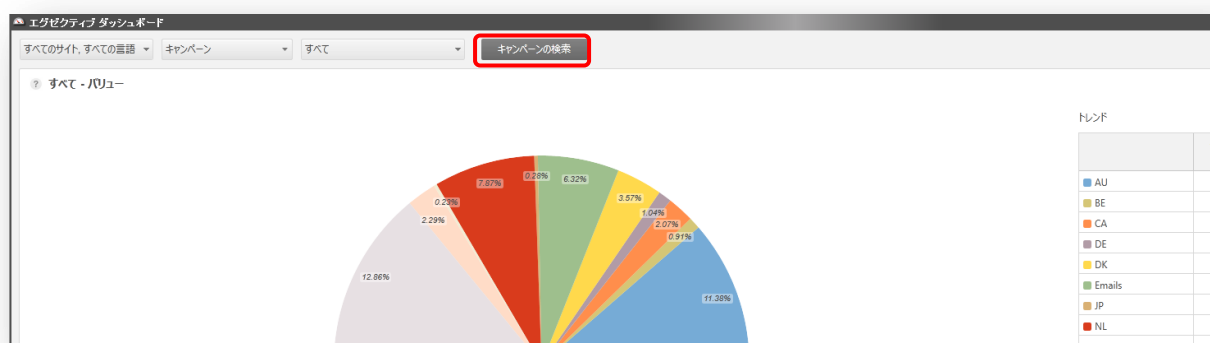 エグゼクティブ ダッシュボード
すべてのサイト, すべての言語 キャンペーン すべて キャンペーンの検索
? すべて - バリュー
トレンド
7.87% 0.28% 6.32%
0.23% 3.57%
2.29% 1.04%
2.07%
0.91%
12.86%
11.38%
AU
BE
CA
DE
DK
Emails
JP
NL